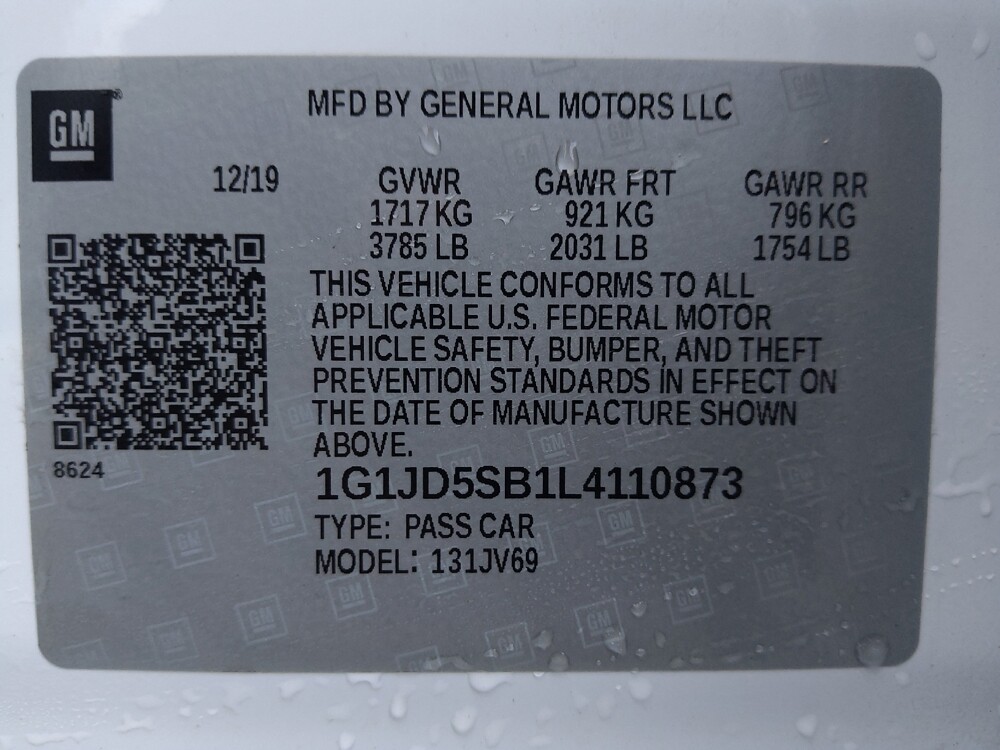 GM
MFD BY GENERAL MOTORS LLC
12/19 GVWR GAWR FRT GAWR RR
1717 KG 921 KG 796 KG
3785 LB 2031 LB 1754 LB
THIS VEHICLE CONFORMS TO ALL
APPLICABLE U.S. FEDERAL MOTOR
VEHICLE SAFETY, BUMPER, AND THEFT
PREVENTION STANDARDS IN EFFECT ON
THE DATE OF MANUFACTURE SHOWN
ABOVE.
8624
1G1JD5SB1L4110873
TYPE: PASS CAR
MODEL: 131JV69